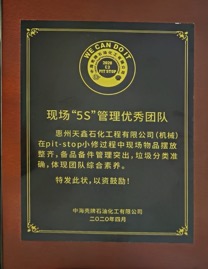 WE CAN DO IT
2020
PIT STOP
现场“5S”管理优秀团队
惠州天鑫石化工程有限公司(机械)
在pit-stop小修过程中现场物品摆放
整齐,备品备件管理突出,垃圾分类准
确,体现团队综合素养。
特发此状,以资鼓励!
中海壳牌石油化工有限公司
二〇二〇年四月